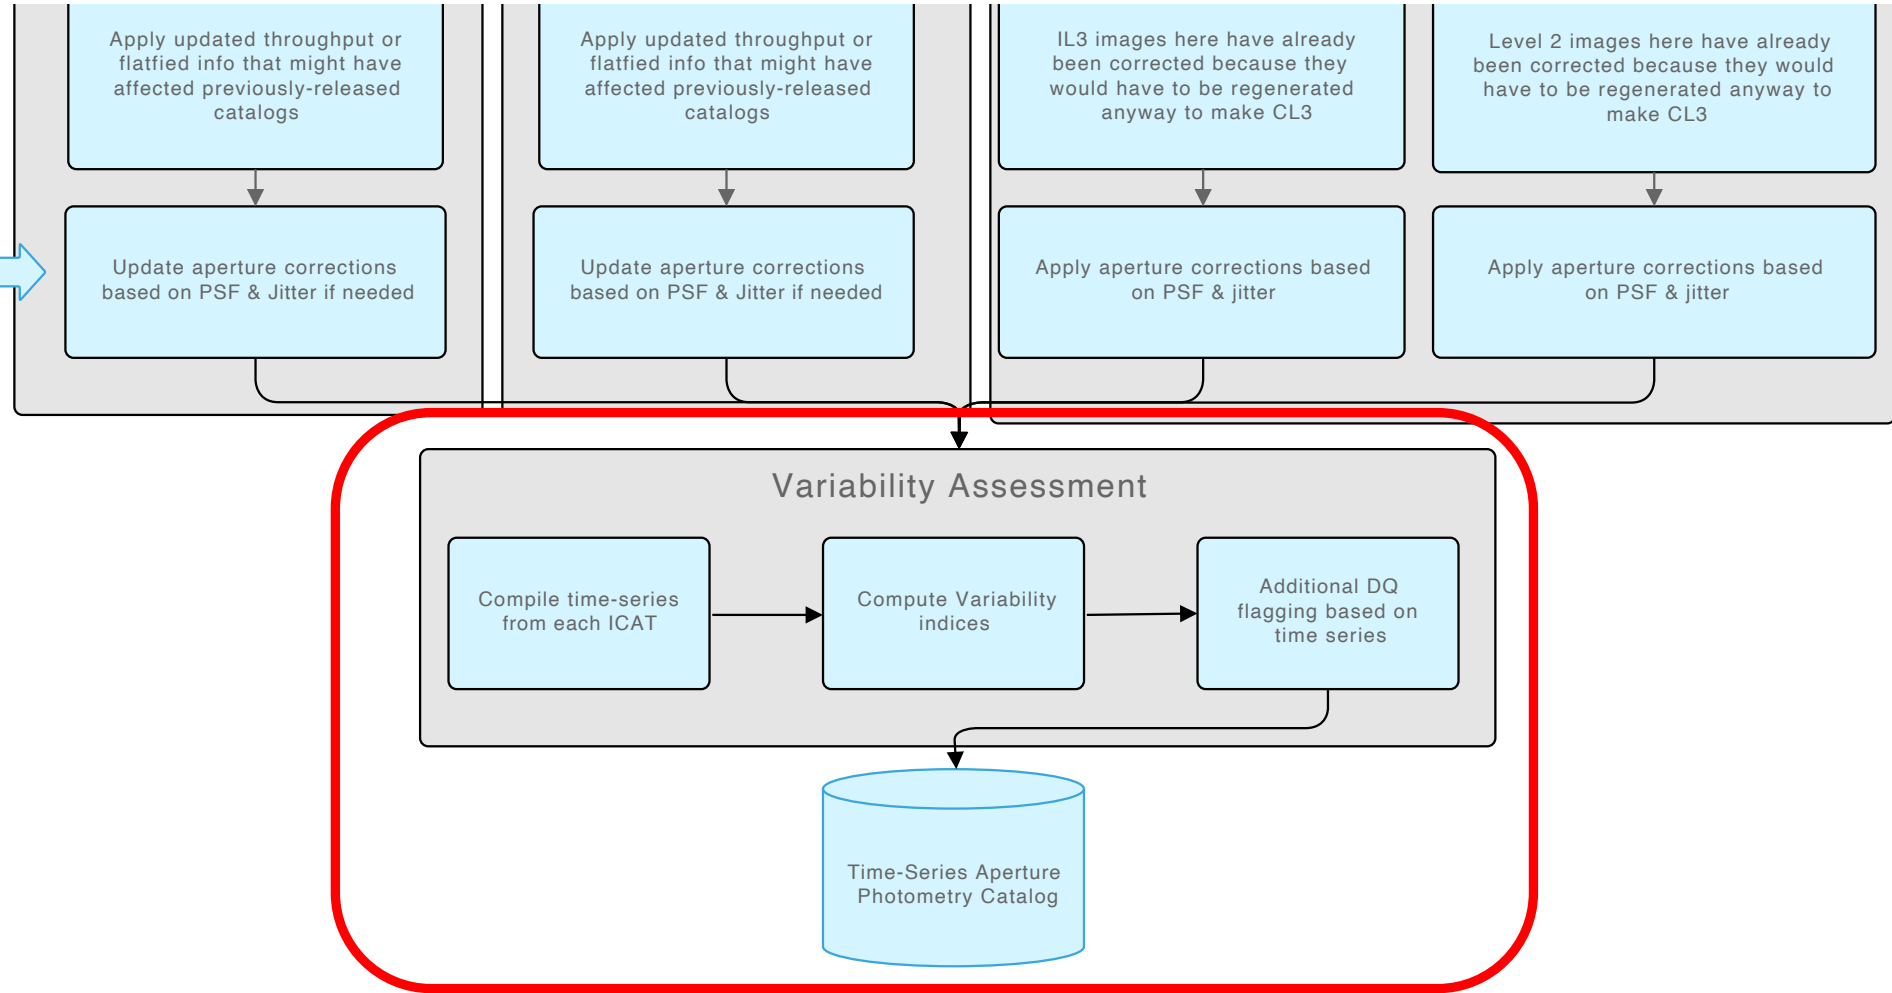 Apply updated throughput or
flatfied info that might have
affected previously-released
catalogs
Apply updated throughput or
flatfied info that might have
affected previously-released
catalogs
IL3 images here have already
been corrected because they
would have to be regenerated
anyway to make CL3
Level 2 images here have already
been corrected because they would
have to be regenerated anyway to
make CL3
Update aperture corrections
based on PSF & Jitter if needed
Update aperture corrections
based on PSF & Jitter if needed
Apply aperture corrections based
on PSF & jitter
Apply aperture corrections based
on PSF & jitter
Variability Assessment
Compile time-series
from each ICAT
Compute Variability
indices
Additional DQ
flagging based on
time series
Time-Series Aperture
Photometry Catalog